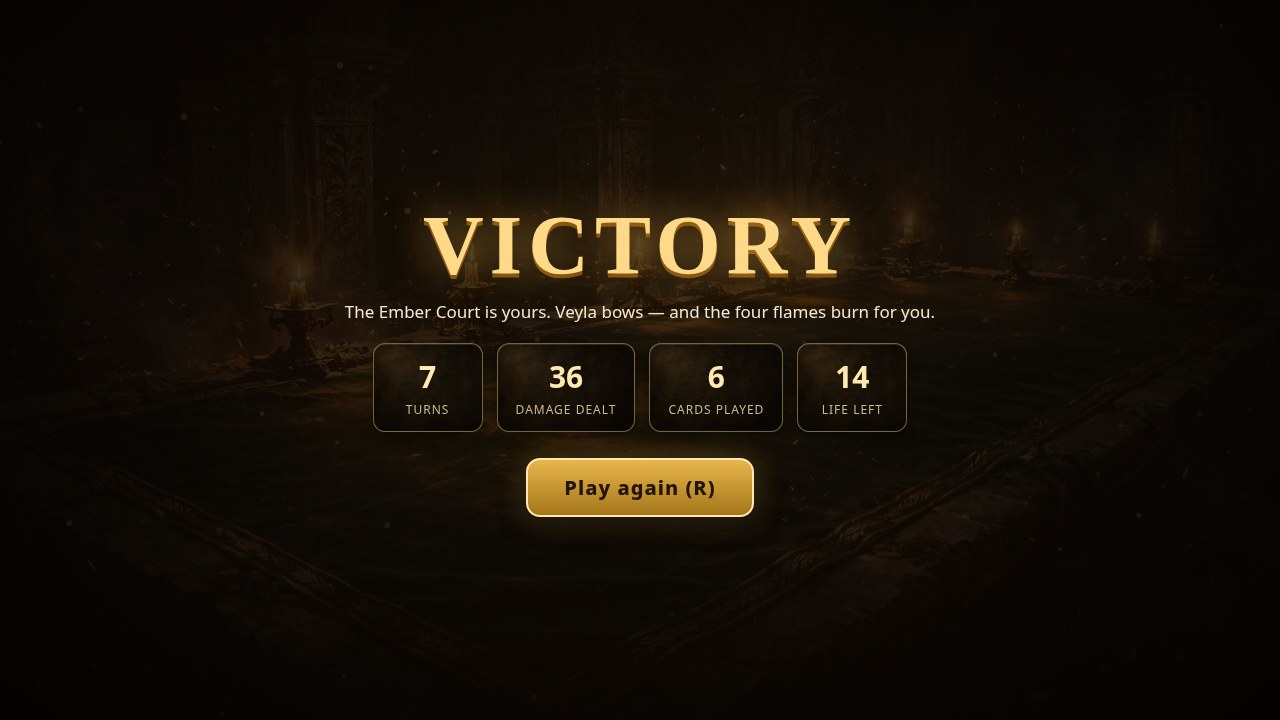 VICTORY
The Ember Court is yours. Veyla bows — and the four flames burn for you.
7 36 6 14
TURNS DAMAGE DEALT CARDS PLAYED LIFE LEFT
Play again (R)